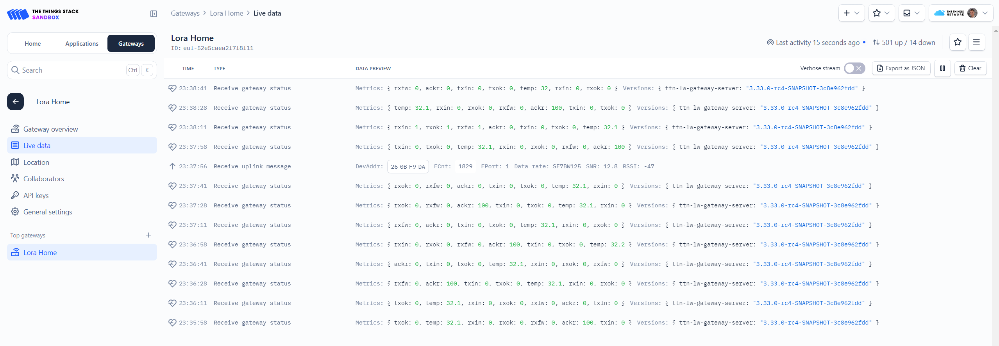 THE THINGS STACK
SANDBOX
Home Applications Gateways
Search Ctrl K
Lora Home
Gateway overview
Live data
Location
Collaborators
API keys
General settings
Top gateways
Lora Home
Gateways > Lora Home > Live data
THE THINGS NETWORK
Lora Home
ID: eui-52e5caea2f7f8f11
Last activity 15 seconds ago • 501 up / 14 down
TIME TYPE DATA PREVIEW Verbose stream Export as JSON Clear
23:38:41 Receive gateway status Metrics: { rxfw: 0, ackr: 0, txin: 0, txok: 0, temp: 32, rxin: 0, rxok: 0 } Versions: { ttn-lw-gateway-server: "3.33.0-rc4-SNAPSHOT-3c8e962fdd" }
23:38:28 Receive gateway status Metrics: { temp: 32.1, rxin: 0, rxok: 0, rxfw: 0, ackr: 100, txin: 0, txok: 0 } Versions: { ttn-lw-gateway-server: "3.33.0-rc4-SNAPSHOT-3c8e962fdd" }
23:38:11 Receive gateway status Metrics: { rxin: 1, rxok: 1, rxfw: 1, ackr: 0, txin: 0, txok: 0, temp: 32.1 } Versions: { ttn-lw-gateway-server: "3.33.0-rc4-SNAPSHOT-3c8e962fdd" }
23:37:58 Receive gateway status Metrics: { txin: 0, txok: 0, temp: 32.1, rxin: 0, rxok: 0, rxfw: 0, ackr: 100 } Versions: { ttn-lw-gateway-server: "3.33.0-rc4-SNAPSHOT-3c8e962fdd" }
23:37:56 Receive uplink message DevAddr: 26 0B F9 DA FCnt: 1829 FPort: 1 Data rate: SF7BW125 SNR: 12.8 RSSI: -47
23:37:41 Receive gateway status Metrics: { rxok: 0, rxfw: 0, ackr: 0, txin: 0, txok: 0, temp: 32.1, rxin: 0 } Versions: { ttn-lw-gateway-server: "3.33.0-rc4-SNAPSHOT-3c8e962fdd" }
23:37:28 Receive gateway status Metrics: { rxok: 0, rxfw: 0, ackr: 100, txin: 0, txok: 0, temp: 32.1, rxin: 0 } Versions: { ttn-lw-gateway-server: "3.33.0-rc4-SNAPSHOT-3c8e962fdd" }
23:37:11 Receive gateway status Metrics: { rxfw: 0, ackr: 0, txin: 0, txok: 0, temp: 32.1, rxin: 0, rxok: 0 } Versions: { ttn-lw-gateway-server: "3.33.0-rc4-SNAPSHOT-3c8e962fdd" }
23:36:58 Receive gateway status Metrics: { rxin: 0, rxok: 0, rxfw: 0, ackr: 100, txin: 0, txok: 0, temp: 32.2 } Versions: { ttn-lw-gateway-server: "3.33.0-rc4-SNAPSHOT-3c8e962fdd" }
23:36:41 Receive gateway status Metrics: { ackr: 0, txin: 0, txok: 0, temp: 32.1, rxin: 0, rxok: 0, rxfw: 0 } Versions: { ttn-lw-gateway-server: "3.33.0-rc4-SNAPSHOT-3c8e962fdd" }
23:36:28 Receive gateway status Metrics: { rxfw: 0, ackr: 100, txin: 0, txok: 0, temp: 32.1, rxin: 0, rxok: 0 } Versions: { ttn-lw-gateway-server: "3.33.0-rc4-SNAPSHOT-3c8e962fdd" }
23:36:11 Receive gateway status Metrics: { txok: 0, temp: 32.1, rxin: 0, rxok: 0, rxfw: 0, ackr: 0, txin: 0 } Versions: { ttn-lw-gateway-server: "3.33.0-rc4-SNAPSHOT-3c8e962fdd" }
23:35:58 Receive gateway status Metrics: { txok: 0, temp: 32.1, rxin: 0, rxok: 0, rxfw: 0, ackr: 100, txin: 0 } Versions: { ttn-lw-gateway-server: "3.33.0-rc4-SNAPSHOT-3c8e962fdd" }